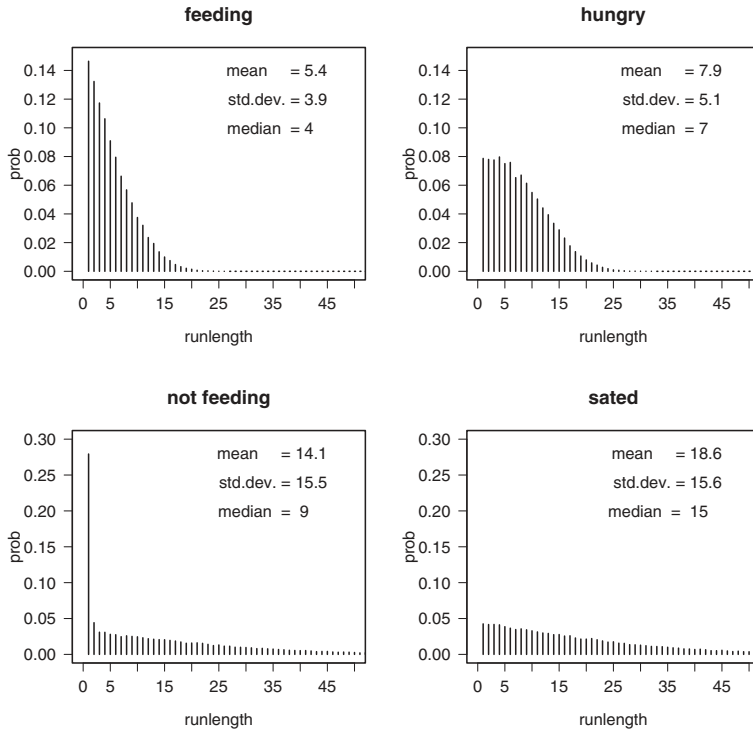 feeding
prob
0.14
0.12
0.10
0.08
0.06
0.04
0.02
0.00
mean = 5.4
std.dev. = 3.9
median = 4
0 5 15 25 35 45
runlength
hungry
prob
0.14
0.12
0.10
0.08
0.06
0.04
0.02
0.00
mean = 7.9
std.dev. = 5.1
median = 7
0 5 15 25 35 45
runlength
not feeding
prob
0.30
0.25
0.20
0.15
0.10
0.05
0.00
mean = 14.1
std.dev. = 15.5
median = 9
0 5 15 25 35 45
runlength
sated
prob
0.30
0.25
0.20
0.15
0.10
0.05
0.00
mean = 18.6
std.dev. = 15.6
median = 15
0 5 15 25 35 45
runlength